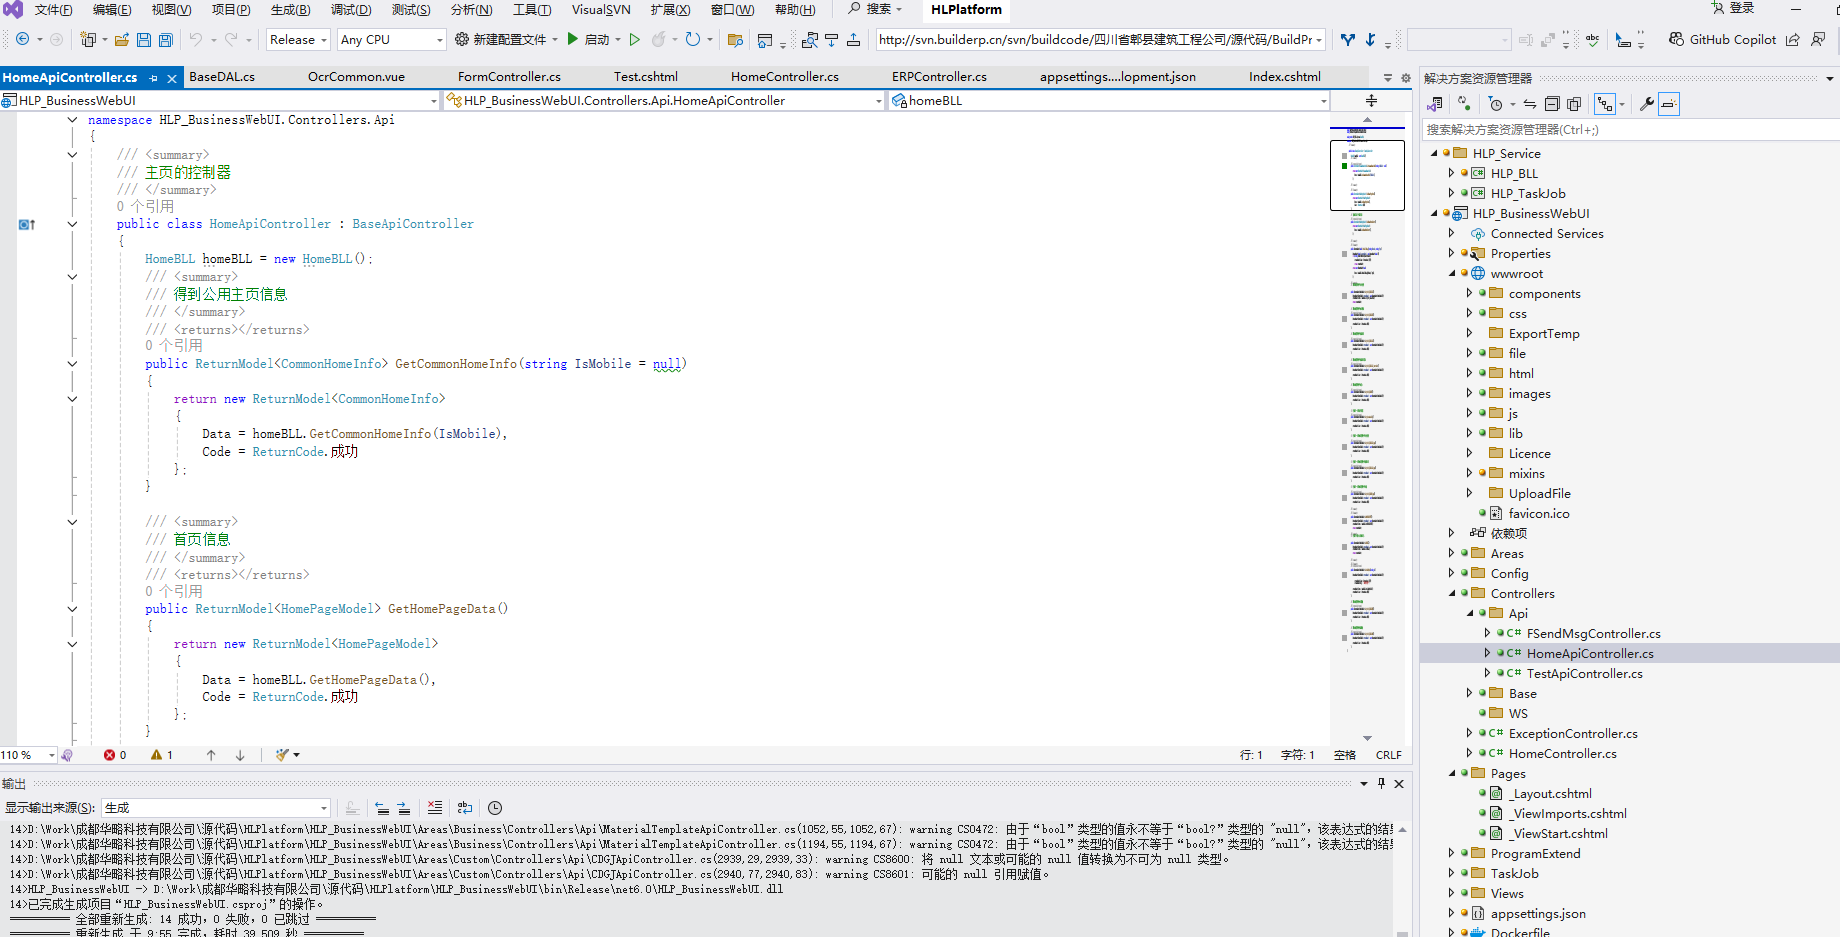 文件(F) 编辑(E) 视图(V) 项目(P) 生成(B) 调试(D) 测试(S) 分析(N) 工具(T) VisualSVN 扩展(X) 窗口(W) 帮助(H) 搜索 HLPlatform 登录
Release Any CPU 新建配置文件 启动 http://svn.builderp.cn/svn/buildcode/四川省郫县建筑工程公司/源代码/BuildPr GitHub Copilot
HomeApiController.cs BaseDAL.cs OcrCommon.vue FormController.cs Test.cshtml HomeController.cs ERPController.cs appsettings....lopment.json Index.cshtml
HLP_BusinessWebUI HLP_BusinessWebUI.Controllers.Api.HomeApiController homeBLL
namespace HLP_BusinessWebUI.Controllers.Api
{
/// <summary>
/// 主页的控制器
/// </summary>
0 个引用
public class HomeApiController : BaseApiController
{
HomeBLL homeBLL = new HomeBLL();
/// <summary>
/// 得到公用主页信息
/// </summary>
/// <returns></returns>
0 个引用
public ReturnModel<CommonHomeInfo> GetCommonHomeInfo(string IsMobile = null)
{
return new ReturnModel<CommonHomeInfo>
{
Data = homeBLL.GetCommonHomeInfo(IsMobile),
Code = ReturnCode.成功
};
}
/// <summary>
/// 首页信息
/// </summary>
/// <returns></returns>
0 个引用
public ReturnModel<HomePageModel> GetHomePageData()
{
return new ReturnModel<HomePageModel>
{
Data = homeBLL.GetHomePageData(),
Code = ReturnCode.成功
};
}
110 % 0 1 行: 1 字符: 1 空格 CRLF
输出
显示输出来源(S): 生成
14>D:\Work\成都华略科技有限公司\源代码\HLPlatform\HLP_BusinessWebUI\Areas\Business\Controllers\Api\MaterialTemplateApiController.cs(1052,55,1052,67): warning CS0472: 由于“bool”类型的值永不等于“bool?”类型的 "null"，该表达式的结果
14>D:\Work\成都华略科技有限公司\源代码\HLPlatform\HLP_BusinessWebUI\Areas\Business\Controllers\Api\MaterialTemplateApiController.cs(1194,55,1194,67): warning CS0472: 由于“bool”类型的值永不等于“bool?”类型的 "null"，该表达式的结果
14>D:\Work\成都华略科技有限公司\源代码\HLPlatform\HLP_BusinessWebUI\Areas\Custom\Controllers\Api\CDGJApiController.cs(2939,29,2939,33): warning CS8600: 将 null 文本或可能的 null 值转换为不可为 null 类型。
14>D:\Work\成都华略科技有限公司\源代码\HLPlatform\HLP_BusinessWebUI\Areas\Custom\Controllers\Api\CDGJApiController.cs(2940,77,2940,83): warning CS8601: 可能的 null 引用赋值。
14>HLP_BusinessWebUI -> D:\Work\成都华略科技有限公司\源代码\HLPlatform\HLP_BusinessWebUI\bin\Release\net6.0\HLP_BusinessWebUI.dll
14>已完成生成项目“HLP_BusinessWebUI.csproj”的操作。
========== 全部重新生成: 14 成功，0 失败，0 已跳过 ==========
========== 重新生成 于 9:55 完成，耗时 39.509 秒 ==========
解决方案资源管理器
搜索解决方案资源管理器(Ctrl+;)
HLP_Service
HLP_BLL
HLP_TaskJob
HLP_BusinessWebUI
Connected Services
Properties
wwwroot
components
css
ExportTemp
file
html
images
js
lib
Licence
mixins
UploadFile
favicon.ico
依赖项
Areas
Config
Controllers
Api
C# FSendMsgController.cs
C# HomeApiController.cs
C# TestApiController.cs
Base
WS
C# ExceptionController.cs
C# HomeController.cs
Pages
_Layout.cshtml
_ViewImports.cshtml
_ViewStart.cshtml
ProgramExtend
TaskJob
Views
appsettings.json
Dockerfile